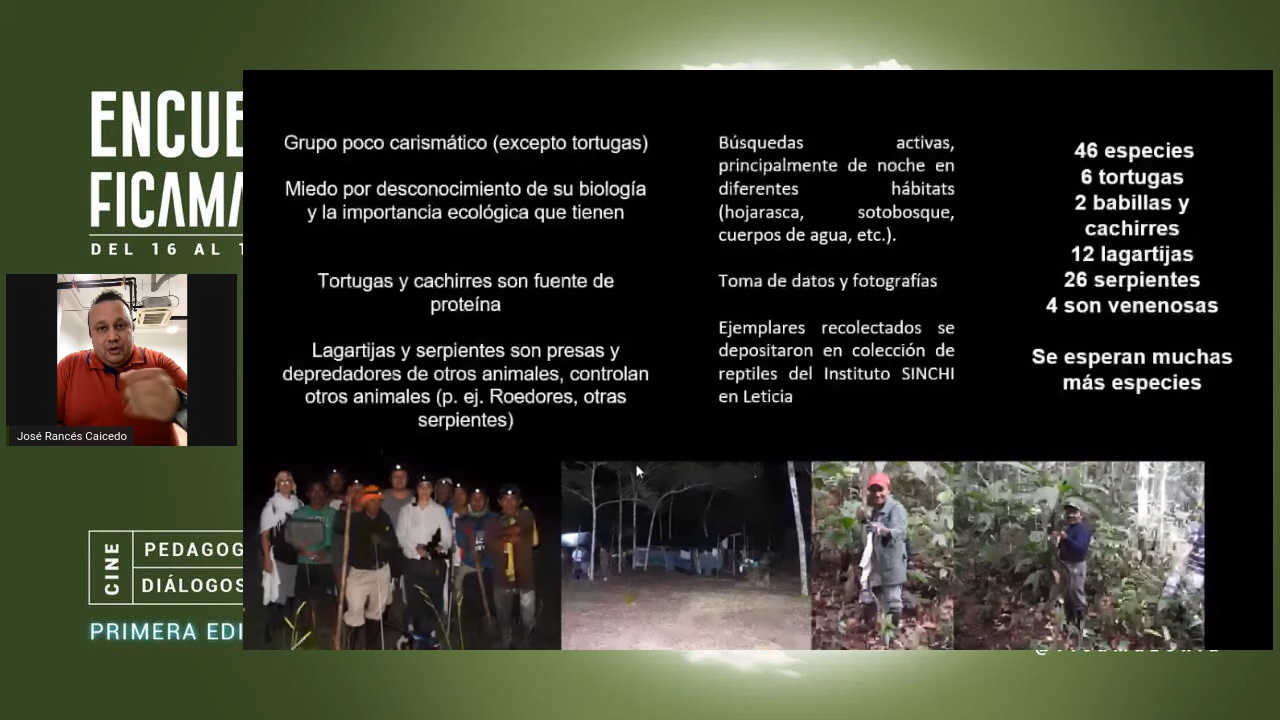 ENCUE
FICAMA
DEL 16 AL 1
José Rancés Caicedo
CINE
PEDAGOG
DIÁLOGOS
PRIMERA EDI
Grupo poco carismático (excepto tortugas)
Miedo por desconocimiento de su biología
y la importancia ecológica que tienen
Tortugas y cachirres son fuente de
proteína
Lagartijas y serpientes son presas y
depredadores de otros animales, controlan
otros animales (p. ej. Roedores, otras
serpientes)
Búsquedas activas,
principalmente de noche en
diferentes hábitats
(hojarasca, sotobosque,
cuerpos de agua, etc.).
Toma de datos y fotografías
Ejemplares recolectados se
depositaron en colección de
reptiles del Instituto SINCHI
en Leticia
46 especies
6 tortugas
2 babillas y
cachirres
12 lagartijas
26 serpientes
4 son venenosas
Se esperan muchas
más especies